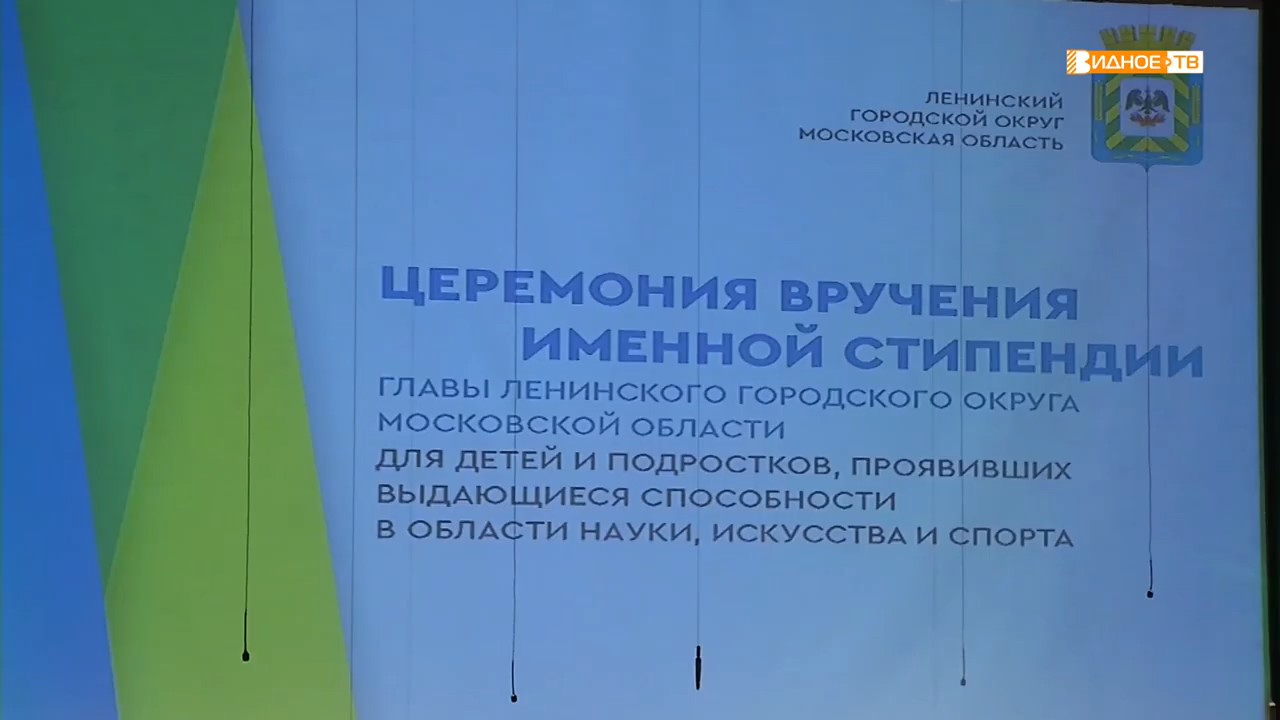 ВИДНОЕ ТВ
ЛЕНИНСКИЙ
ГОРОДСКОЙ ОКРУГ
МОСКОВСКАЯ ОБЛАСТЬ
ЦЕРЕМОНИЯ ВРУЧЕНИЯ
ИМЕННОЙ СТИПЕНДИИ
ГЛАВЫ ЛЕНИНСКОГО ГОРОДСКОГО ОКРУГА
МОСКОВСКОЙ ОБЛАСТИ
ДЛЯ ДЕТЕЙ И ПОДРОСТКОВ, ПРОЯВИВШИХ
ВЫДАЮЩИЕСЯ СПОСОБНОСТИ
В ОБЛАСТИ НАУКИ, ИСКУССТВА И СПОРТА